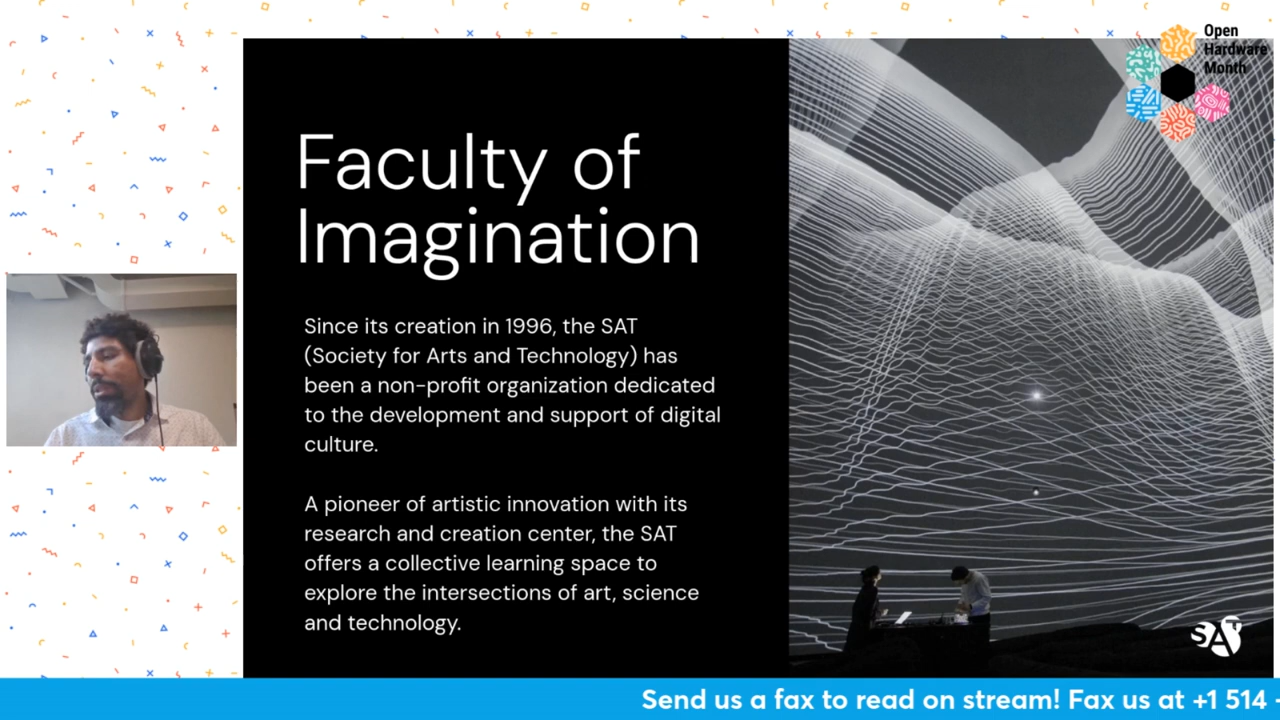 Open
Hardware
Month
Faculty of
Imagination
Since its creation in 1996, the SAT
(Society for Arts and Technology) has
been a non-profit organization dedicated
to the development and support of digital
culture.
A pioneer of artistic innovation with its
research and creation center, the SAT
offers a collective learning space to
explore the intersections of art, science
and technology.
SAT
Send us a fax to read on stream! Fax us at +1 514 -